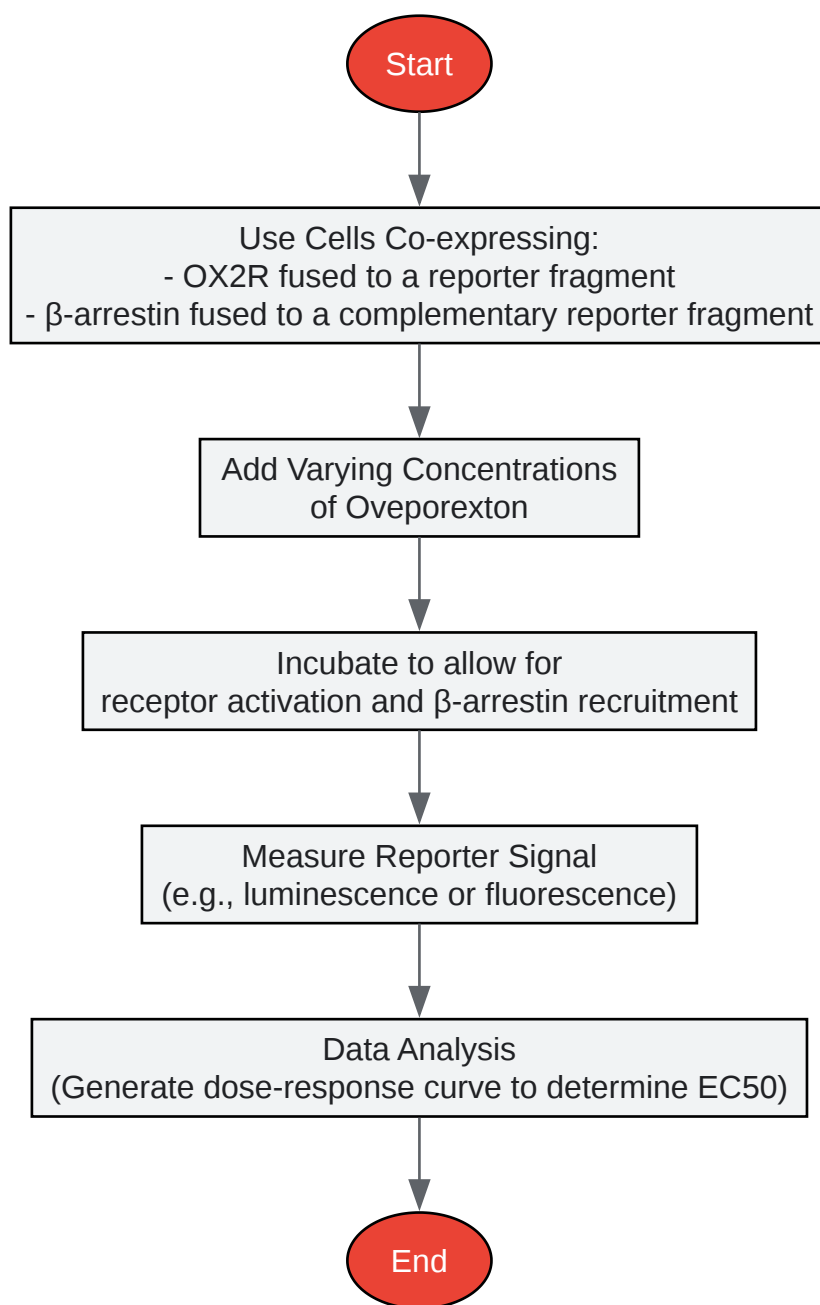 Start
Use Cells Co-expressing:
- OX2R fused to a reporter fragment
- β-arrestin fused to a complementary reporter fragment
Add Varying Concentrations
of Oveporexton
Incubate to allow for
receptor activation and β-arrestin recruitment
Measure Reporter Signal
(e.g., luminescence or fluorescence)
Data Analysis
(Generate dose-response curve to determine EC50)
End